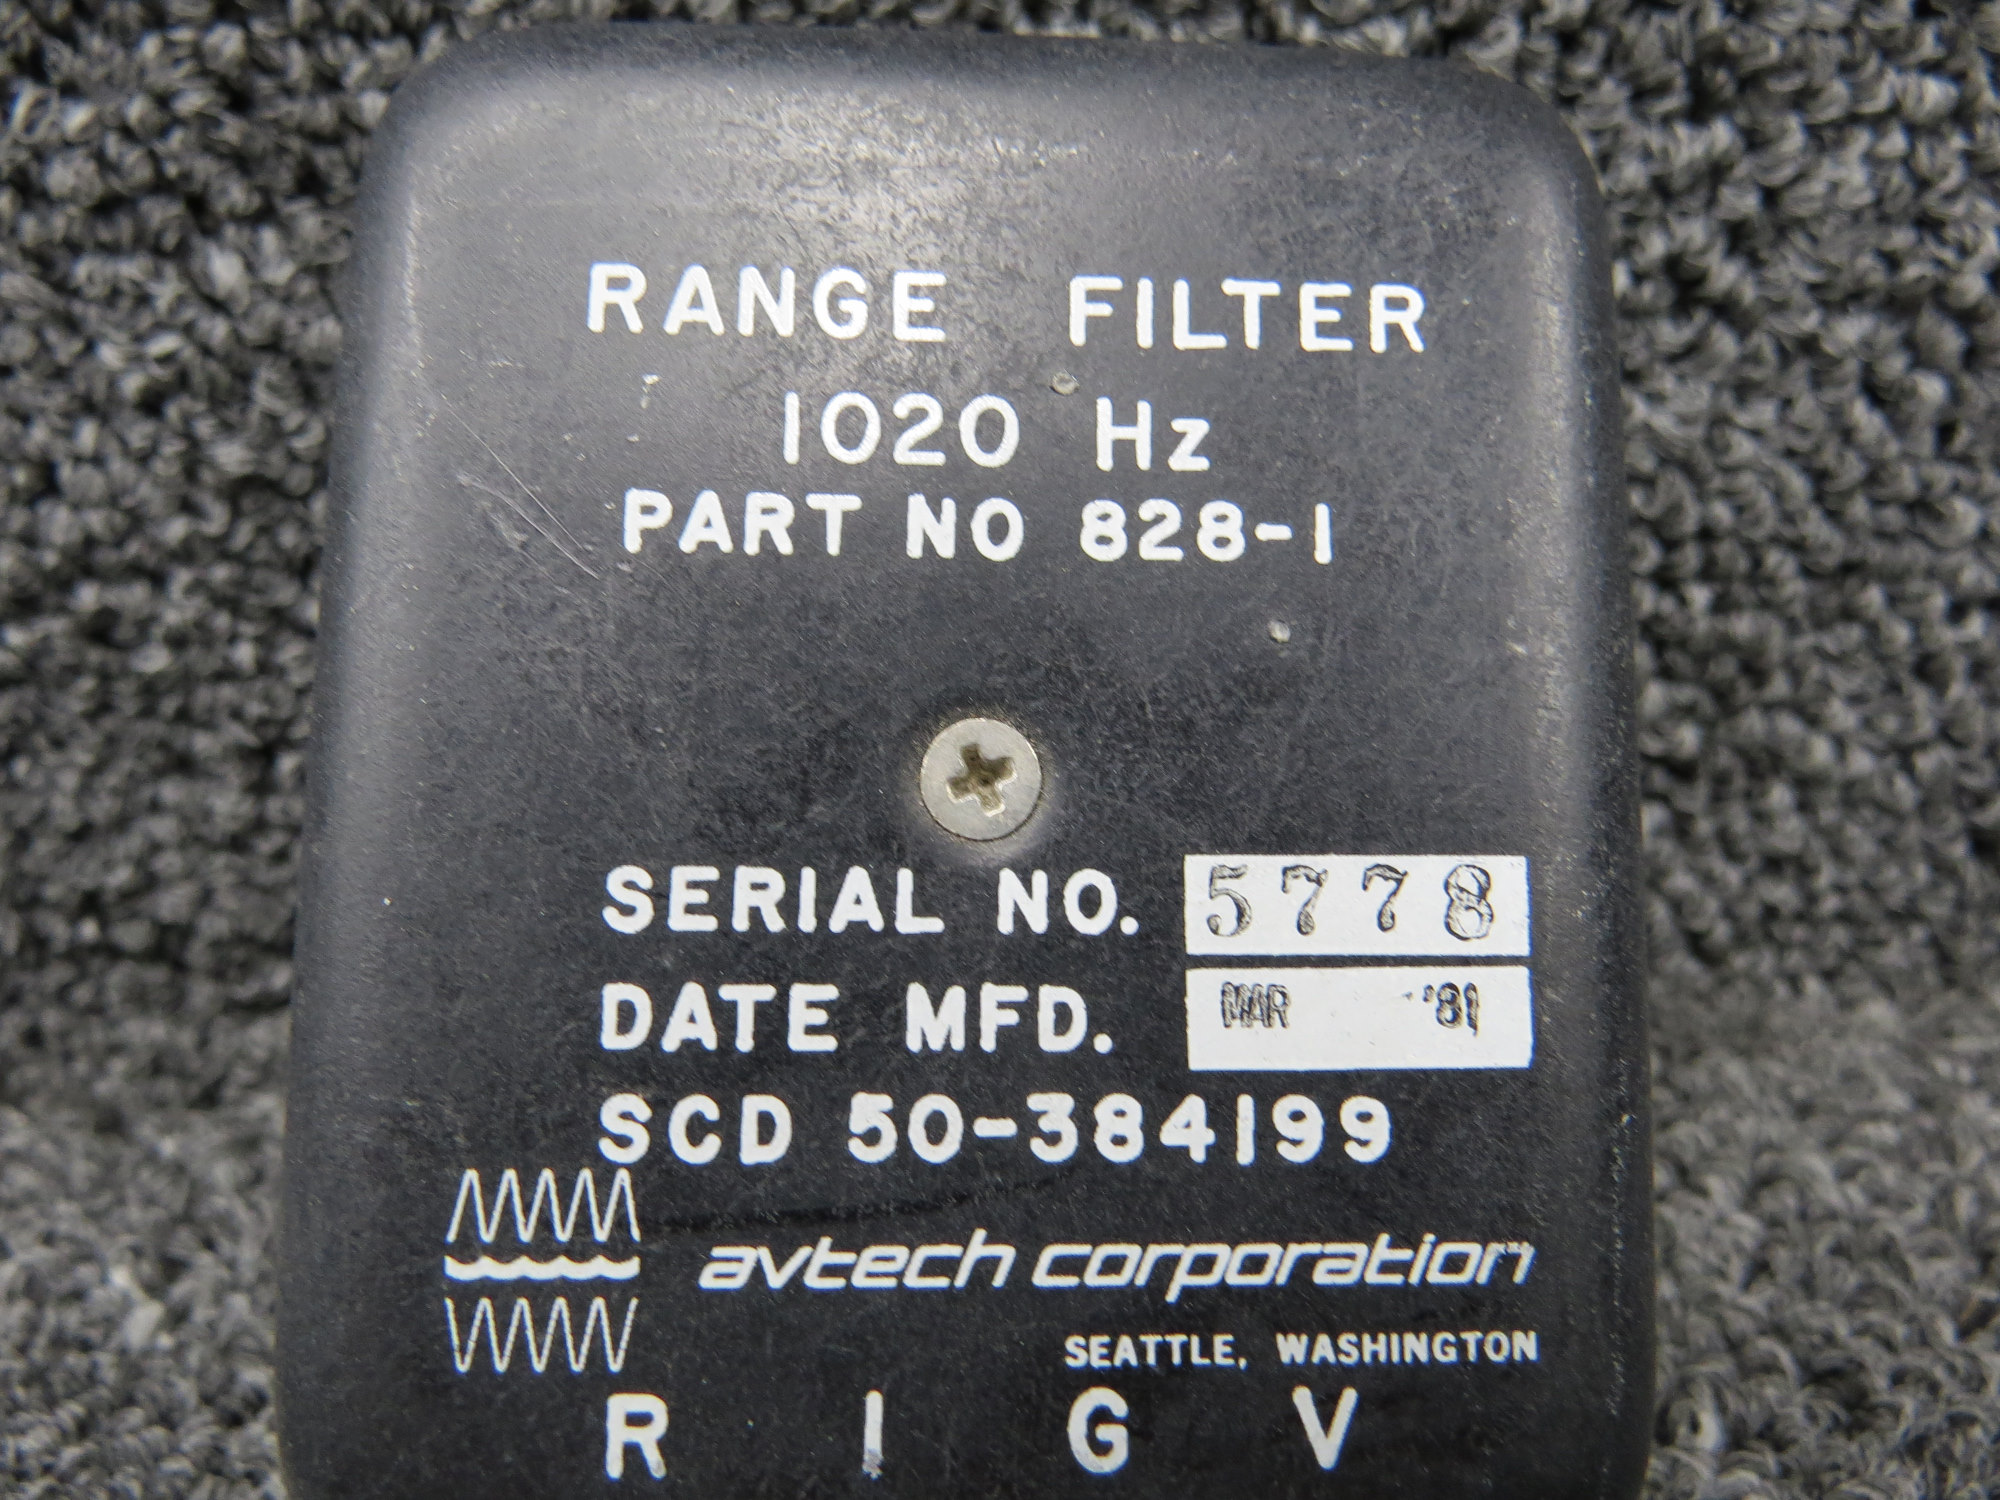 RANGE FILTER
1020 Hz
PART NO 828-1
SERIAL NO. 5778
DATE MFD. MAR '81
SCD 50-384199
avtech corporation
SEATTLE, WASHINGTON
R I G V